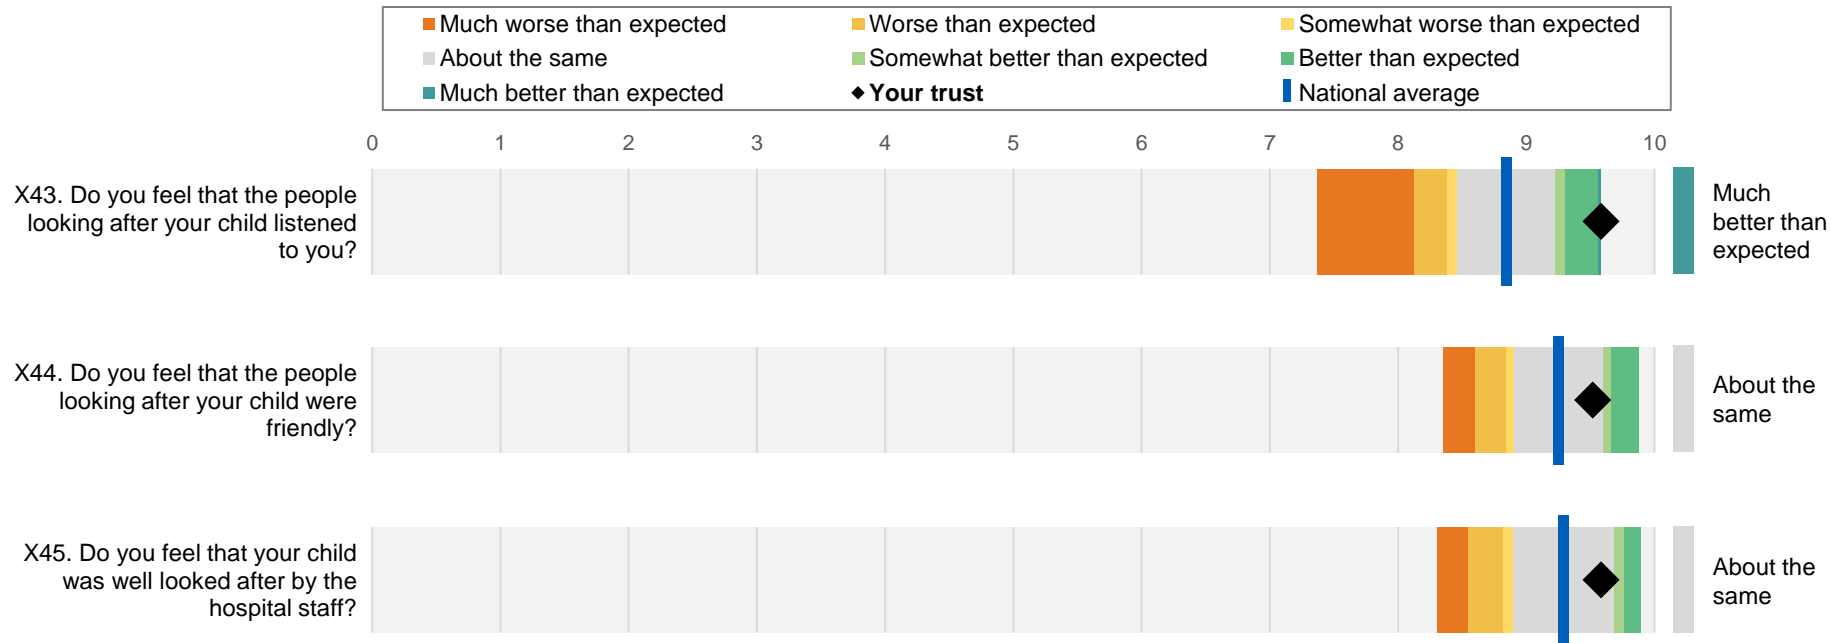 Much worse than expected
Worse than expected
Somewhat worse than expected
About the same
Somewhat better than expected
Better than expected
Much better than expected
Your trust
National average
0 1 2 3 4 5 6 7 8 9 10
X43. Do you feel that the people
looking after your child listened
to you?
Much
better than
expected
X44. Do you feel that the people
looking after your child were
friendly?
About the
same
X45. Do you feel that your child
was well looked after by the
hospital staff?
About the
same